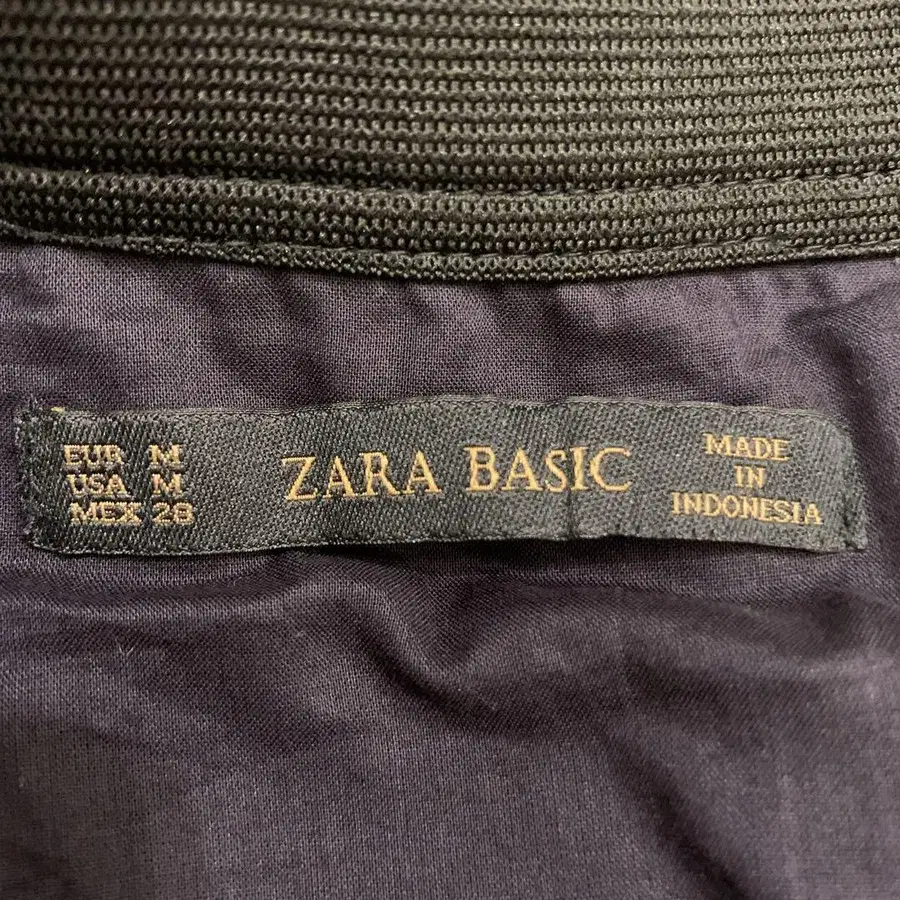 EUR M
USA M
MEX 28
ZARA BASIC
MADE
IN
INDONESIA